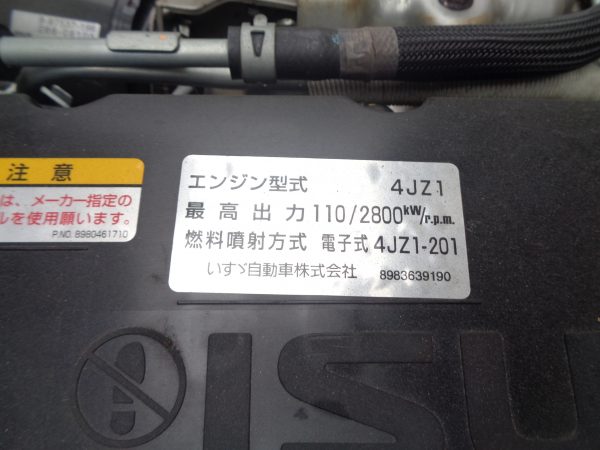 注意
エンジン型式 4JZ1
最高出力 110/2800kW/r.p.m.
燃料噴射方式 電子式 4JZ1-201
いすゞ自動車株式会社 8983639190
は、メーカー指定の
ルを使用願います。
P.NO. 8980461710
ISU